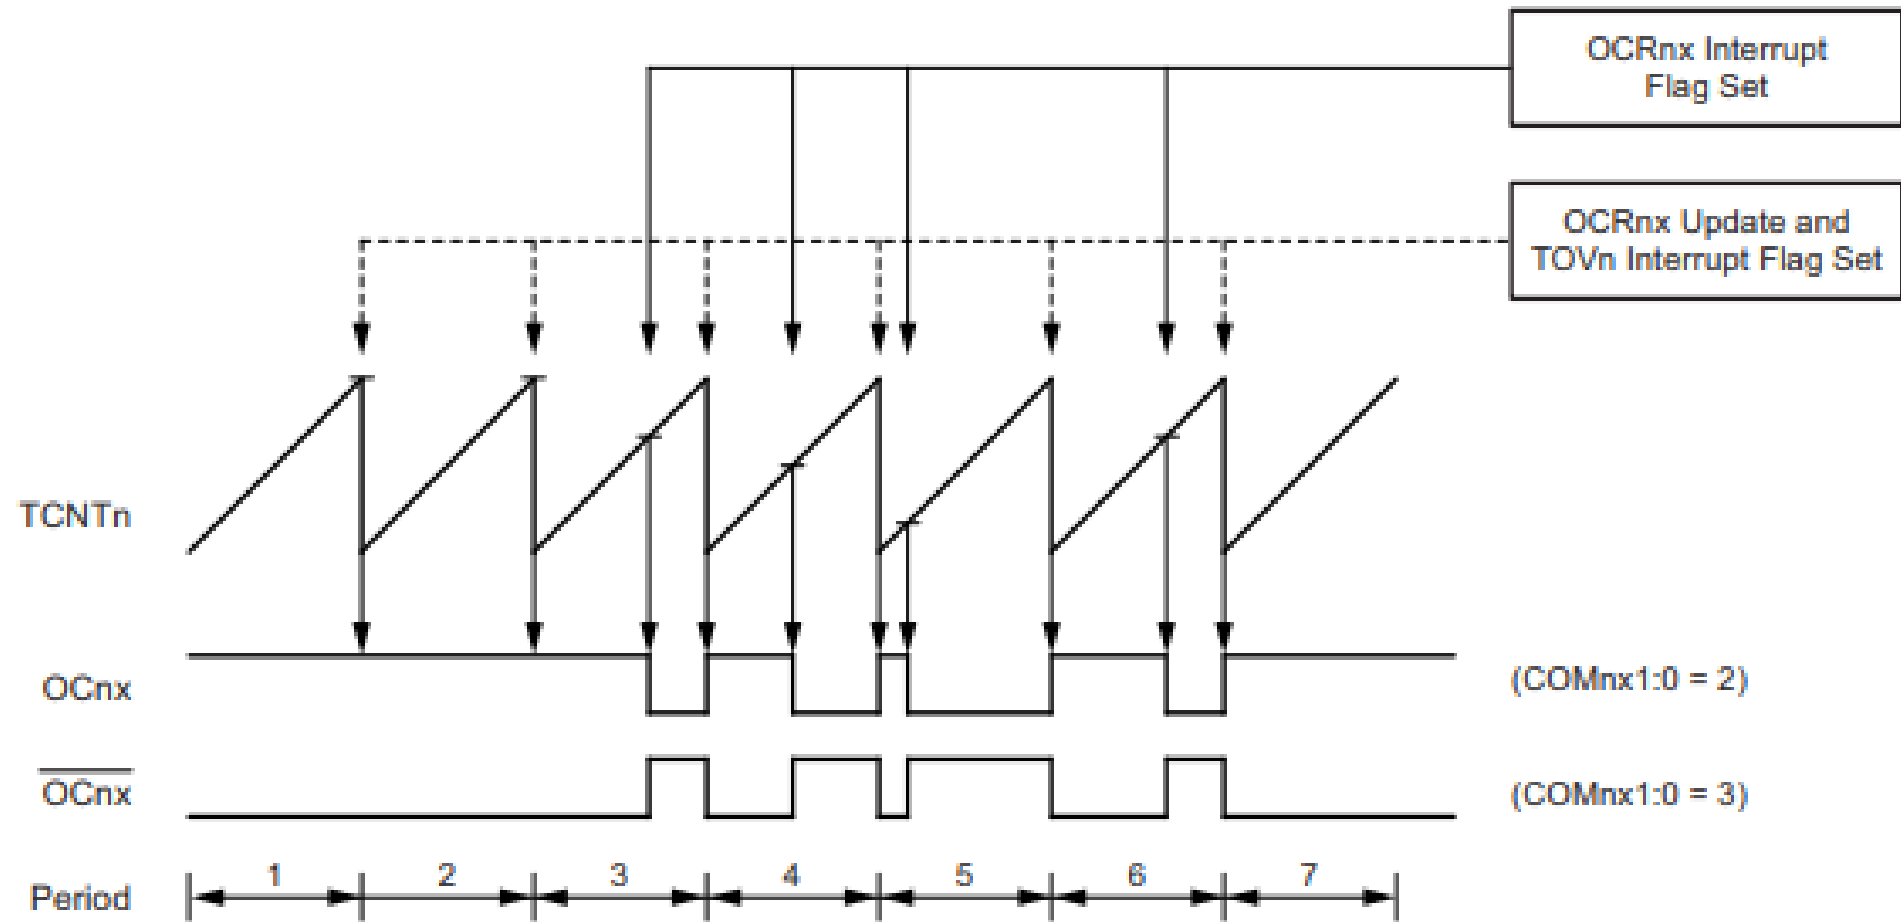 OCRnx Interrupt
Flag Set
OCRnx Update and
TOVn Interrupt Flag Set
TCNTn
OCnx
(COMnx1:0 = 2)
OCnx
(COMnx1:0 = 3)
Period
1 2 3 4 5 6 7